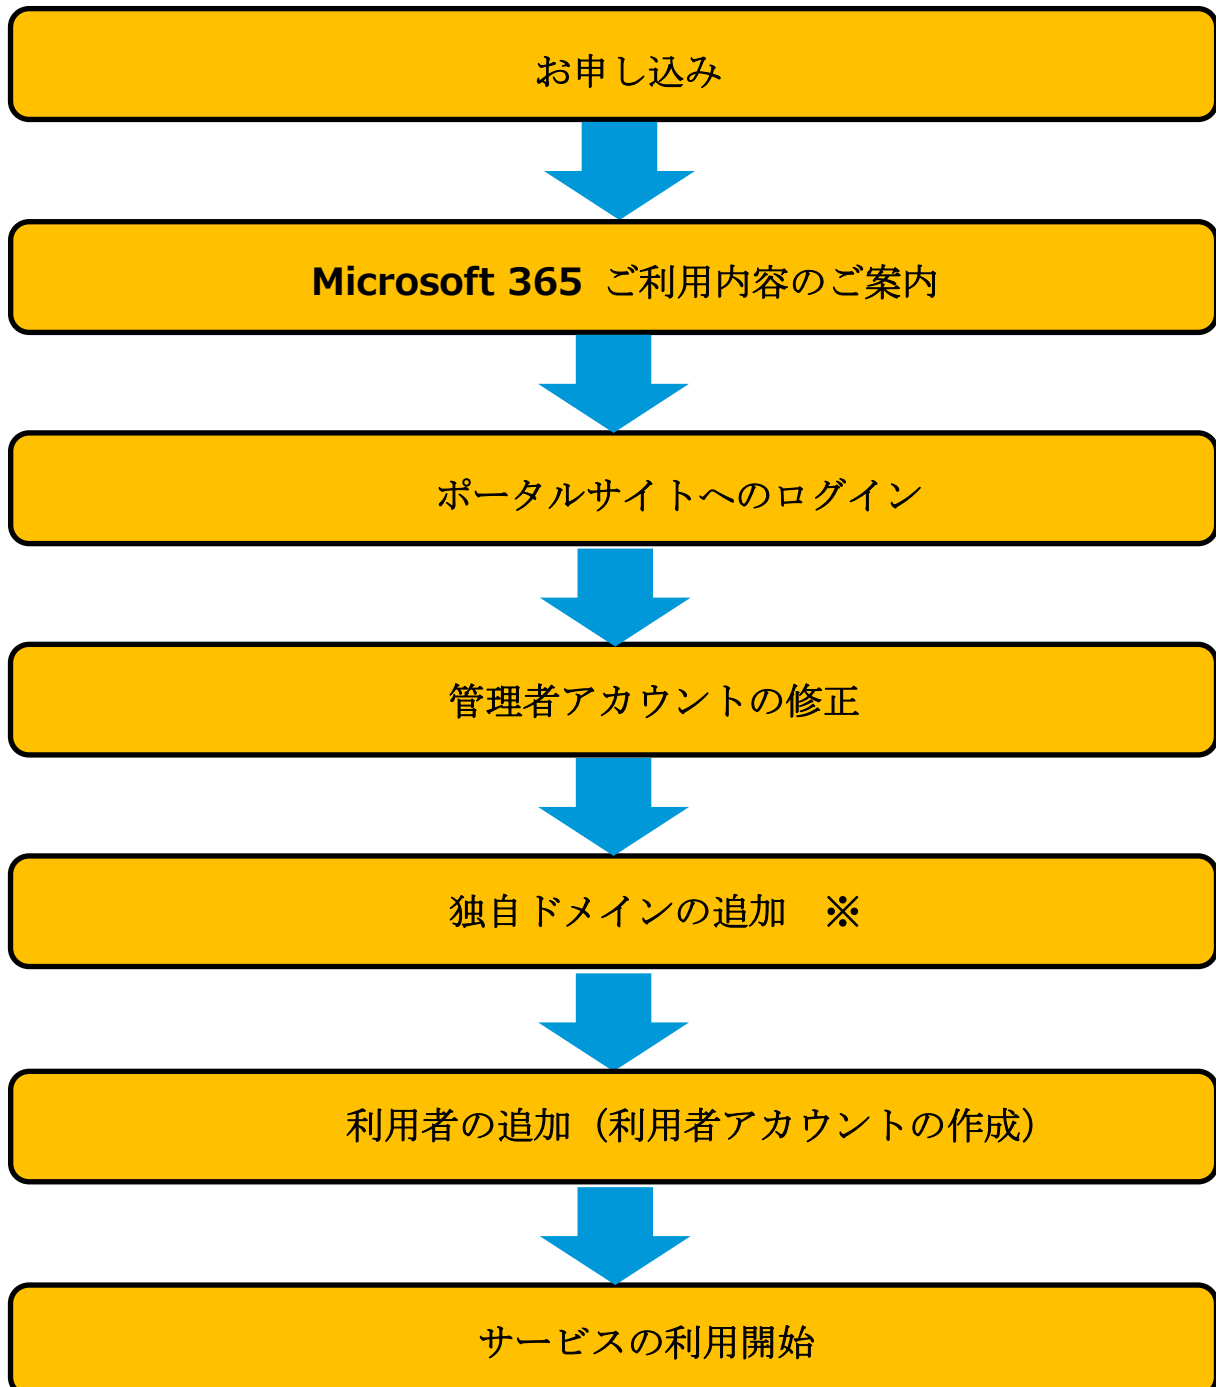 お申し込み
Microsoft 365 ご利用内容のご案内
ポータルサイトへのログイン
管理者アカウントの修正
独自ドメインの追加　※
利用者の追加（利用者アカウントの作成）
サービスの利用開始